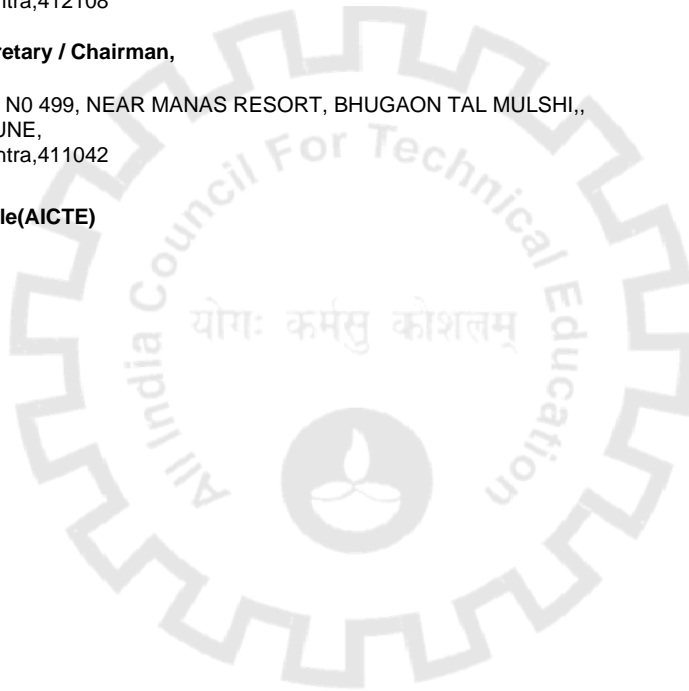 ntra,412108
retary / Chairman,
N0 499, NEAR MANAS RESORT, BHUGAON TAL MULSHI,,
UNE,
ntra,411042
le(AICTE)
All India Council For Technical Education
योगः कर्मसु कौशलम्